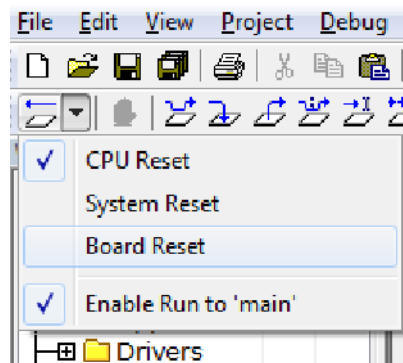 File Edit View Project Debug
CPU Reset
System Reset
Board Reset
Enable Run to 'main'
Drivers